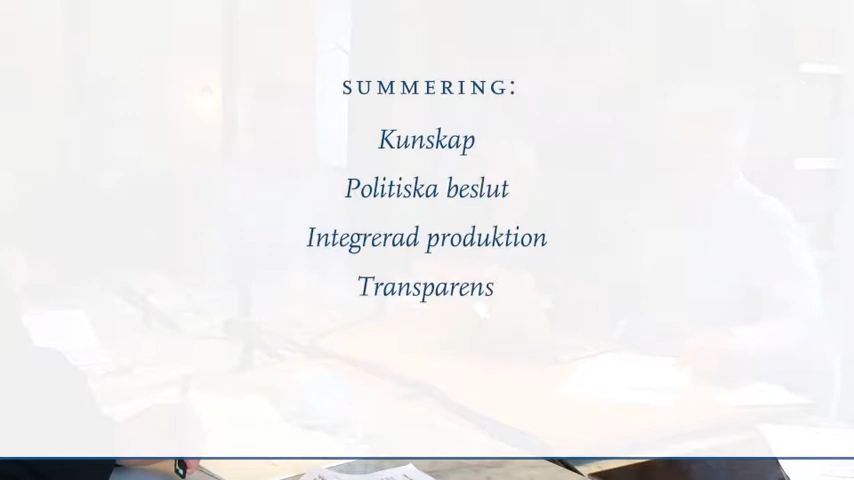 SUMMERING:
Kunskap
Politiska beslut
Integrerad produktion
Transparens